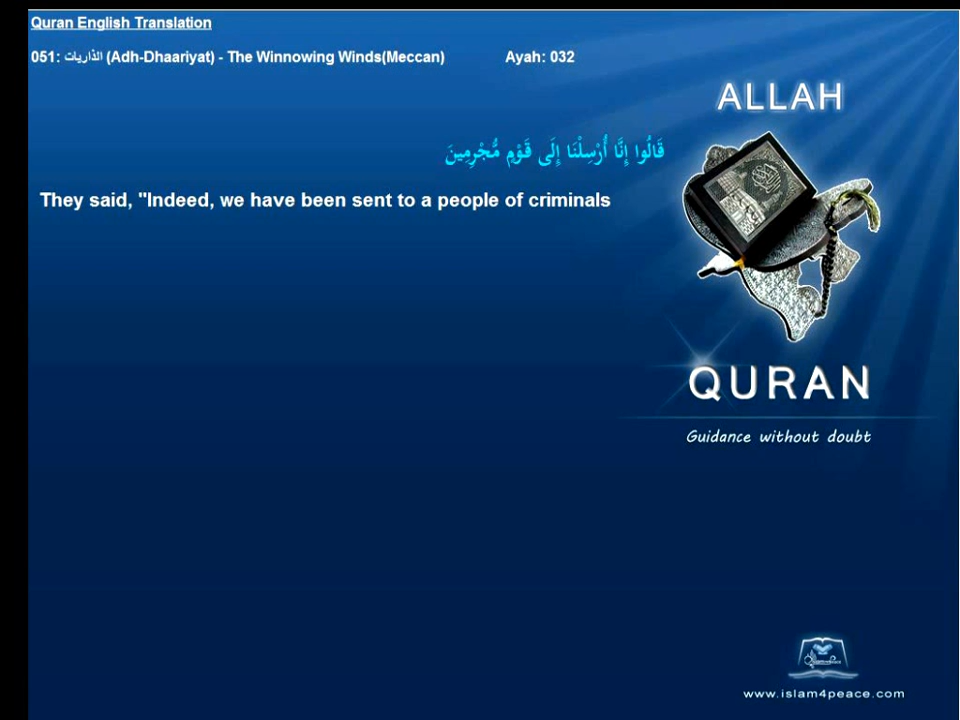 Quran English Translation
051: الذاريات (Adh-Dhaariyat) - The Winnowing Winds(Meccan) Ayah: 032
ALLAH
قَالُوا إِنَّا أُرْسِلْنَا إِلَى قَوْمٍ مُّجْرِمِينَ
They said, "Indeed, we have been sent to a people of criminals
QURAN
Guidance without doubt
www.islam4peace.com